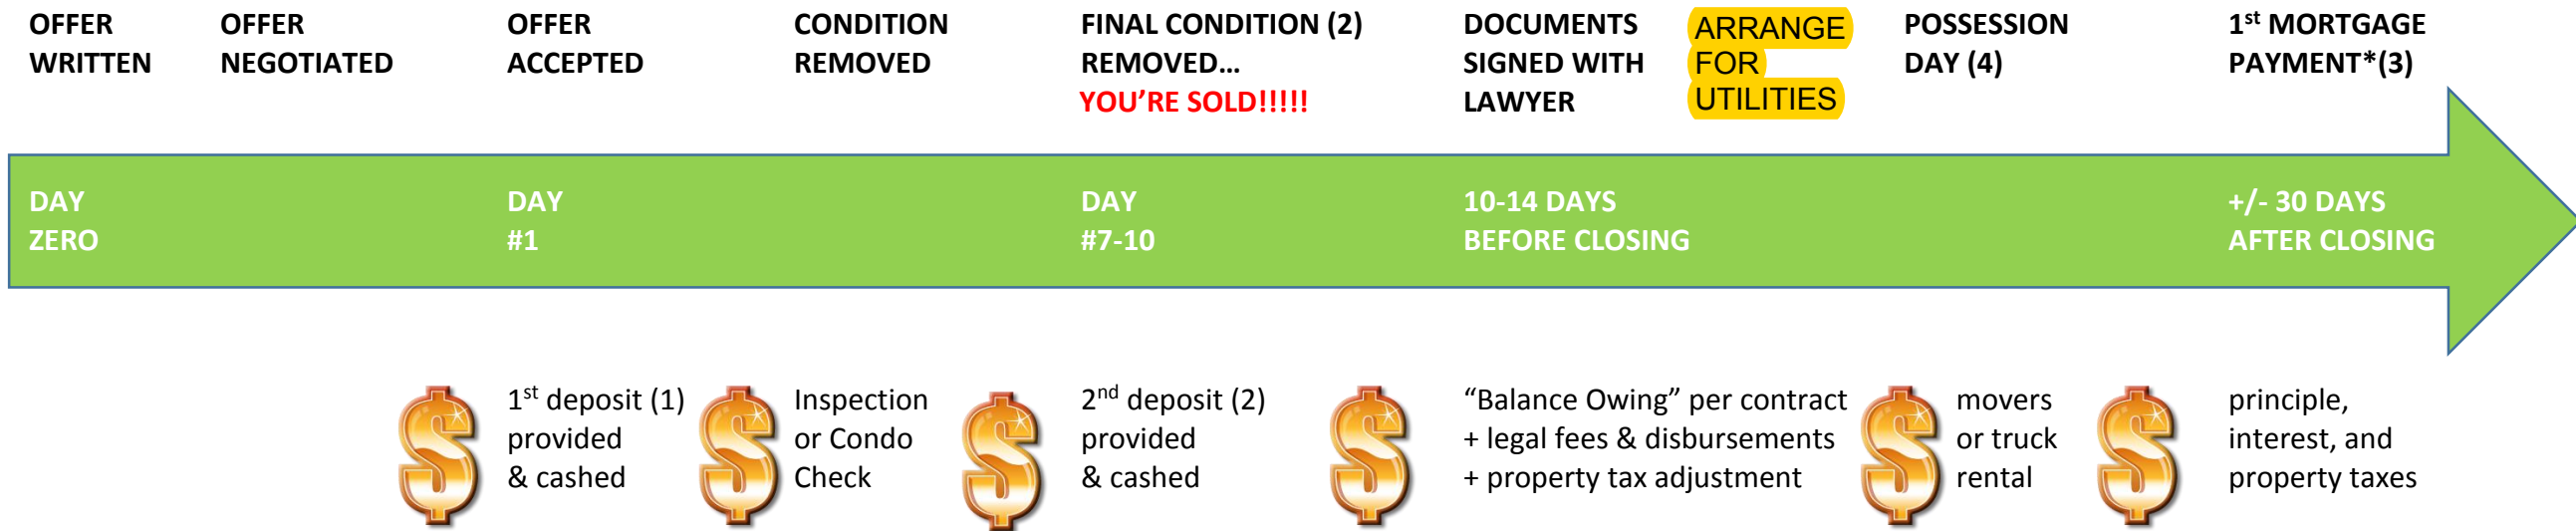 OFFER
WRITTEN
OFFER
NEGOTIATED
OFFER
ACCEPTED
CONDITION
REMOVED
FINAL CONDITION (2)
REMOVED…
YOU’RE SOLD!!!!!
DOCUMENTS
SIGNED WITH
LAWYER
ARRANGE
FOR
UTILITIES
POSSESSION
DAY (4)
1st MORTGAGE
PAYMENT*(3)
DAY
ZERO
DAY
#1
DAY
#7-10
10-14 DAYS
BEFORE CLOSING
+/- 30 DAYS
AFTER CLOSING
1st deposit (1)
provided
& cashed
Inspection
or Condo
Check
2nd deposit (2)
provided
& cashed
“Balance Owing” per contract
+ legal fees & disbursements
+ property tax adjustment
movers
or truck
rental
principle,
interest, and
property taxes